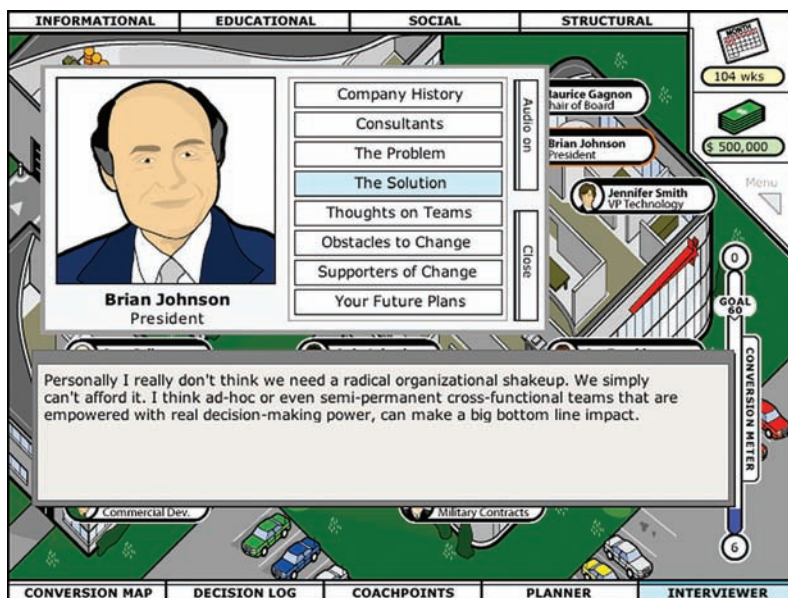 INFORMATIONAL
EDUCATIONAL
SOCIAL
STRUCTURAL
MONTH
104 wks
$ 500,000
Menu
Company History
Consultants
The Problem
The Solution
Thoughts on Teams
Obstacles to Change
Supporters of Change
Your Future Plans
Audio on
Close
Brian Johnson
President
Maurice Gagnon
Chair of Board
Brian Johnson
President
Jennifer Smith
VP Technology
0
GOAL
60
CONVERSION METER
6
Personally I really don't think we need a radical organizational shakeup. We simply
can't afford it. I think ad-hoc or even semi-permanent cross-functional teams that are
empowered with real decision-making power, can make a big bottom line impact.
Commercial Dev.
Military Contracts
CONVERSION MAP
DECISION LOG
COACHPOINTS
PLANNER
INTERVIEWER